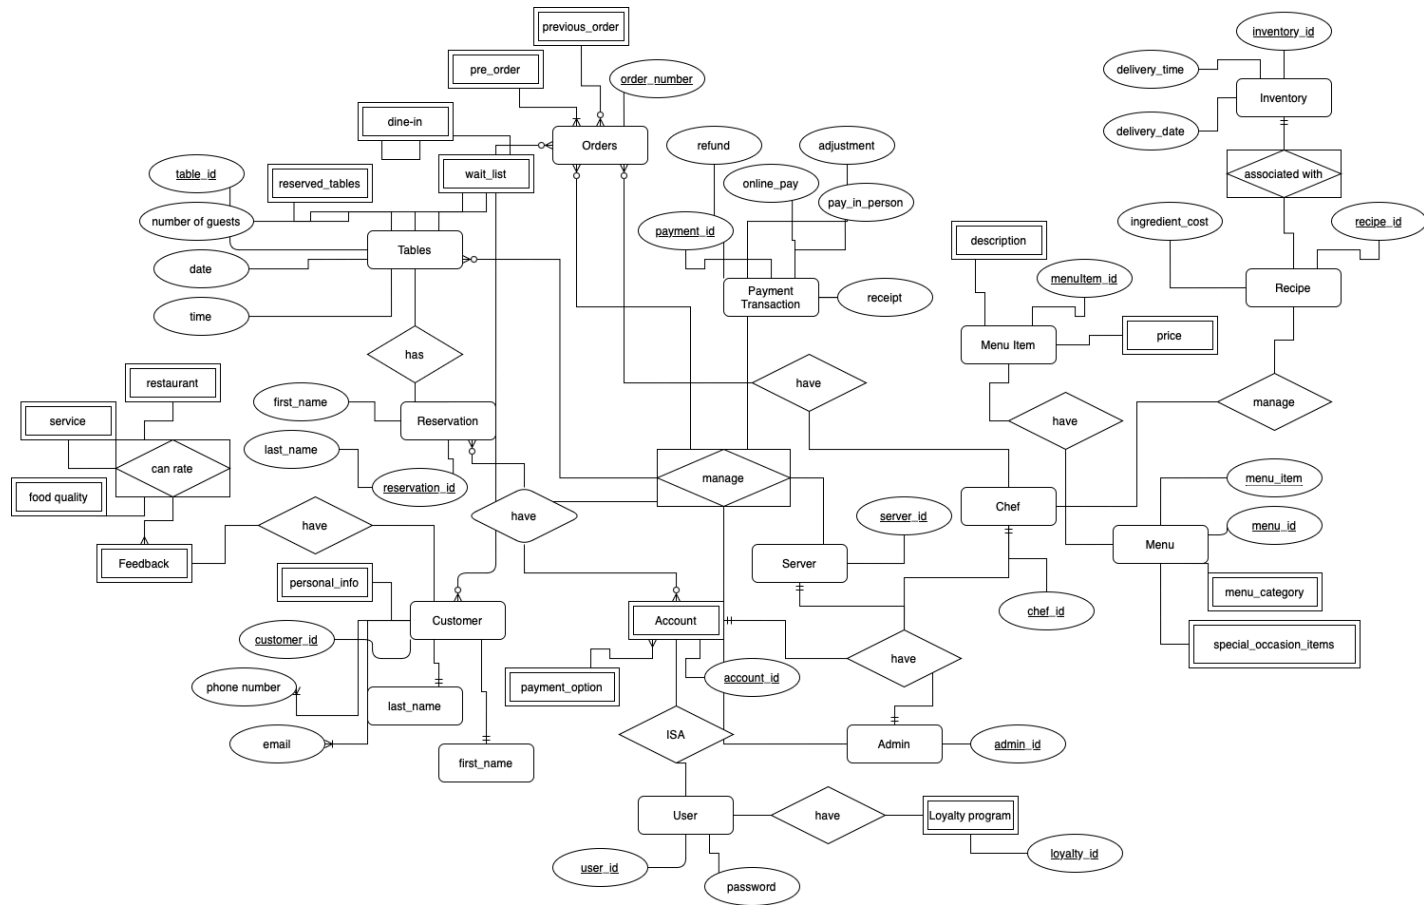 previous_order
inventory_id
pre_order
order_number
delivery_time
Inventory
dine-in
delivery_date
Orders
refund
adjustment
table_id
reserved_tables
wait_list
online_pay
associated with
pay_in_person
number of guests
payment_id
ingredient_cost
recipe_id
description
Tables
date
menuItem_id
Payment
Transaction
receipt
Recipe
time
Menu Item
price
has
restaurant
have
first_name
Reservation
manage
service
have
last_name
can rate
manage
menu_item
reservation_id
food quality
Chef
server_id
have
have
menu_id
Menu
Feedback
Server
personal_info
menu_category
chef_id
Customer
Account
customer_id
special_occasion_items
have
account_id
phone number
payment_option
last_name
ISA
email
Admin
admin_id
first_name
User
have
Loyalty program
loyalty_id
user_id
password